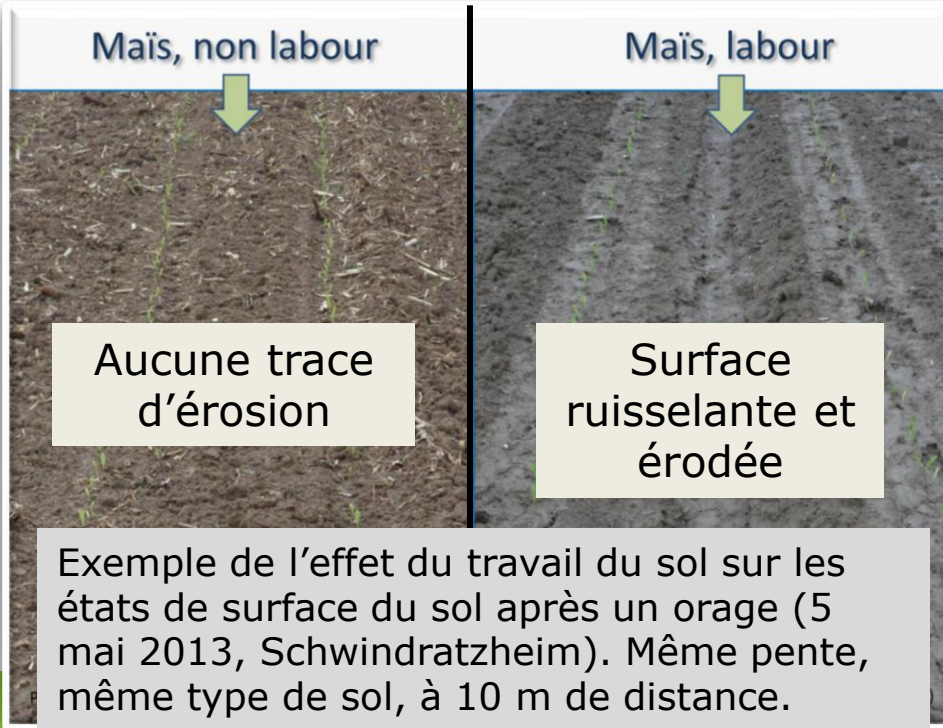 Maïs, non labour
Maïs, labour
Aucune trace
d'érosion
Surface
ruisselante et
érodée
Exemple de l'effet du travail du sol sur les
états de surface du sol après un orage (5
mai 2013, Schwindratzheim). Même pente,
même type de sol, à 10 m de distance.